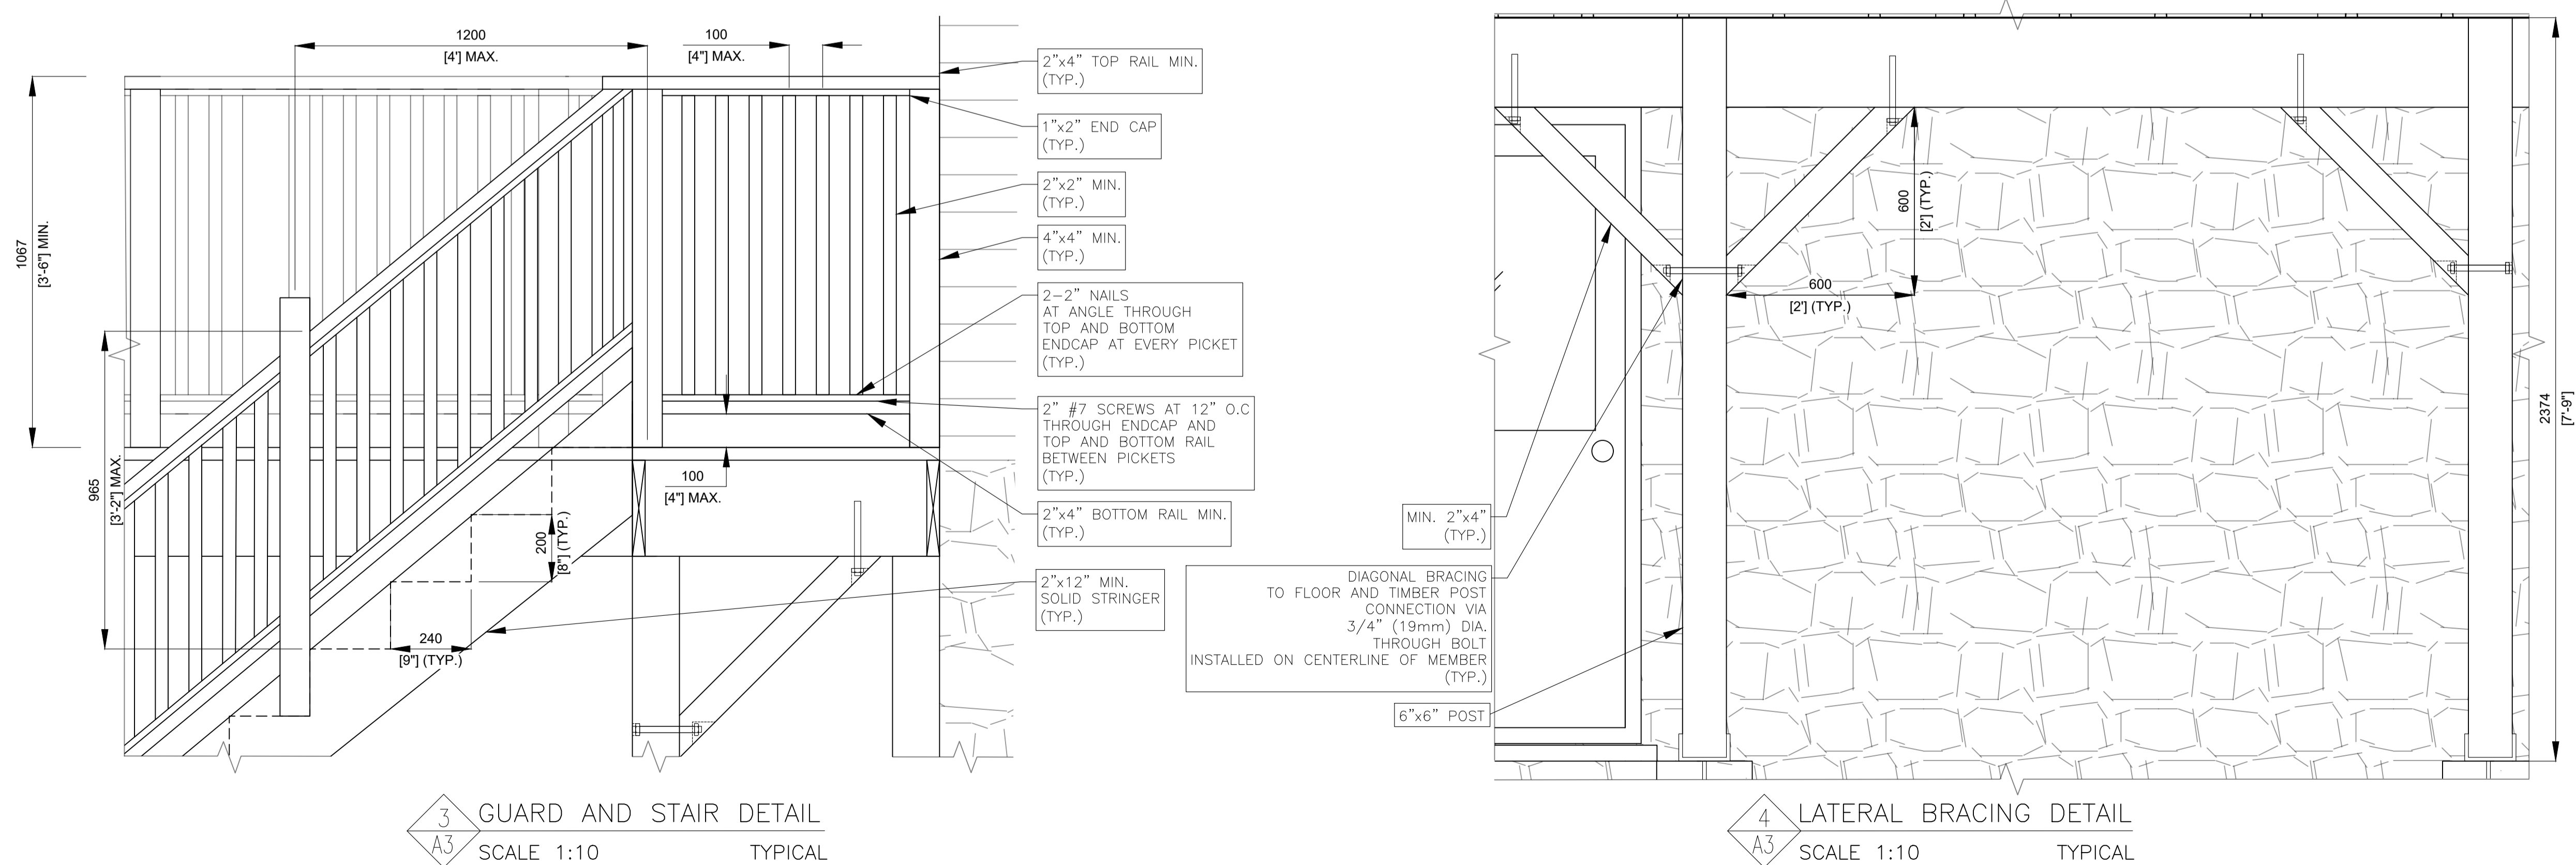 1200
[4'] MAX.
100
[4"] MAX.
1067
[3'-6"] MIN.
965
[3'-2"] MAX.
100
[4"] MAX.
200
[8"] (TYP.)
240
[9"] (TYP.)
2"x4" TOP RAIL MIN.
(TYP.)
1"x2" END CAP
(TYP.)
2"x2" MIN.
(TYP.)
4"x4" MIN.
(TYP.)
2-2" NAILS
AT ANGLE THROUGH
TOP AND BOTTOM
ENDCAP AT EVERY PICKET
(TYP.)
2" #7 SCREWS AT 12" O.C
THROUGH ENDCAP AND
TOP AND BOTTOM RAIL
BETWEEN PICKETS
(TYP.)
2"x4" BOTTOM RAIL MIN.
(TYP.)
2"x12" MIN.
SOLID STRINGER
(TYP.)
3
A3
GUARD AND STAIR DETAIL
SCALE 1:10 TYPICAL
600
[2'] (TYP.)
600
[2'] (TYP.)
2374
[7'-9"]
MIN. 2"x4"
(TYP.)
DIAGONAL BRACING
TO FLOOR AND TIMBER POST
CONNECTION VIA
3/4" (19mm) DIA.
THROUGH BOLT
INSTALLED ON CENTERLINE OF MEMBER
(TYP.)
6"x6" POST
4
A3
LATERAL BRACING DETAIL
SCALE 1:10 TYPICAL